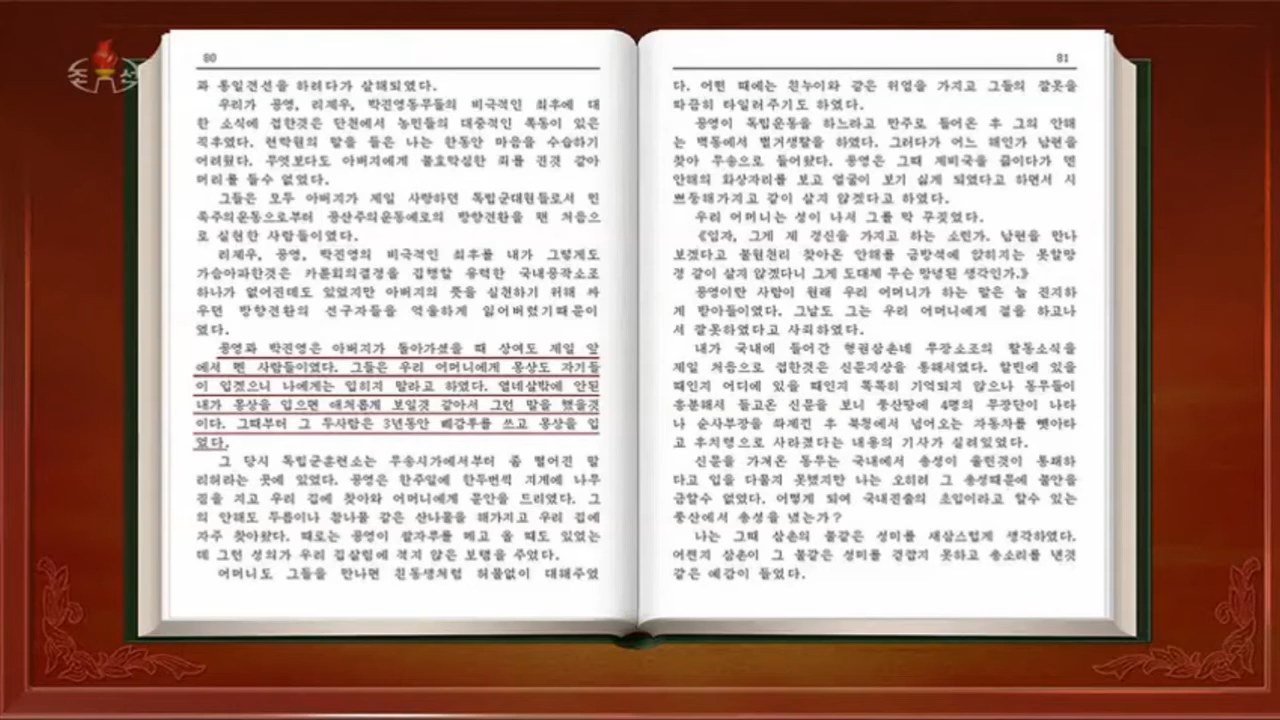 80
과 통일전선을 하려다가 살해되였다.
우리가 공영, 리제우, 박진영동무들의 비극적인 최후에 대
한 소식에 접한것은 단천에서 농민들의 대중적인 폭동이 있은
직후였다. 전박원의 말을 들은 나는 한동안 마음을 수습하기
어려웠다. 무엇보다도 아버지에게 불효막심한 죄를 진것 같아
머리를 들수 없었다.
그들은 모두 아버지가 제일 사랑하던 독립군대원들로서 민
족주의운동으로부터 공산주의운동에로의 방향전환을 맨 처음으
로 실현한 사람들이였다.
리제우, 공영, 박진영의 비극적인 최후를 내가 그렇게도
가슴아파한것은 카륜회의결정을 집행할 유력한 국내공작소조
하나가 없어진데도 있었지만 아버지의 뜻을 실천하기 위해 싸
우던 방향전환의 선구자들을 억울하게 잃어버렸기때문이
였다.
공영과 박진영은 아버지가 돌아가셨을 때 상여도 제일 앞
에서 멘 사람들이였다. 그들은 우리 어머니에게 몽상도 자기들
이 입겠으니 나에게는 입히지 말라고 하였다. 열네살밖에 안된
내가 몽상을 입으면 애처롭게 보일것 같아서 그런 말을 했을것
이다. 그때부터 그 두사람은 3년동안 베감투를 쓰고 몽상을 입
었다.
그 당시 독립군훈련소는 무송시가에서부터 좀 떨어진 만
리허라는 곳에 있었다. 공영은 한주일에 한두번씩 지게에 나무
짐을 지고 우리 집에 찾아와 어머니에게 문안을 드리였다. 그
의 안해도 두릅이나 참나물 같은 산나물을 해가지고 우리 집에
자주 찾아왔다. 때로는 공영이 쌀자루를 메고 올 때도 있었는
데 그런 성의가 우리 집살림에 적지 않은 보탬을 주었다.
어머니도 그들을 만나면 친동생처럼 허물없이 대해주었
81
다. 어떤 때에는 친누이와 같은 위엄을 가지고 그들의 잘못을
따끔히 타일러주기도 하였다.
공영이 독립운동을 하느라고 만주로 들어온 후 그의 안해
는 벽동에서 별거생활을 하였다. 그러다가 어느 해인가 남편을
찾아 무송으로 들어왔다. 공영은 그때 제비국을 끓이다가 덴
안해의 화상자리를 보고 얼굴이 보기 싫게 되였다고 하면서 시
쁘둥해가지고 같이 살지 않겠다고 하였다.
우리 어머니는 성이 나서 그를 막 꾸짖었다.
《임자, 그게 제 정신을 가지고 하는 소린가. 남편을 만나
보겠다고 불원천리 찾아온 안해를 금방석에 앉히지는 못할망
정 같이 살지 않겠다니 그게 도대체 무슨 망녕된 생각인가.》
공영이란 사람이 원래 우리 어머니가 하는 말은 늘 진지하
게 받아들이였다. 그날도 그는 우리 어머니에게 절을 하고나
서 잘못하였다고 사죄하였다.
내가 국내에 들어간 형권삼촌네 무장소조의 활동소식을
제일 처음으로 접한것은 신문지상을 통해서였다. 할빈에 있을
때인지 어디에 있을 때인지 똑똑히 기억되지 않으나 동무들이
흥분해서 들고온 신문을 보니 풍산땅에 4명의 무장단이 나타
나 순사부장을 쏴제낀 후 북청에서 넘어오는 자동차를 뺏아타
고 후치령으로 사라졌다는 내용의 기사가 실려있었다.
신문을 가져온 동무는 국내에서 총성이 울린것이 통쾌하
다고 입을 다물지 못했지만 나는 오히려 그 총성때문에 불안을
금할수 없었다. 어떻게 되여 국내진출의 초입이라고 할수 있는
풍산에서 총성을 냈는가?
나는 그때 삼촌의 불같은 성미를 새삼스럽게 생각하였다.
어쩐지 삼촌이 그 불같은 성미를 걷잡지 못하고 총소리를 낸것
같은 예감이 들었다.